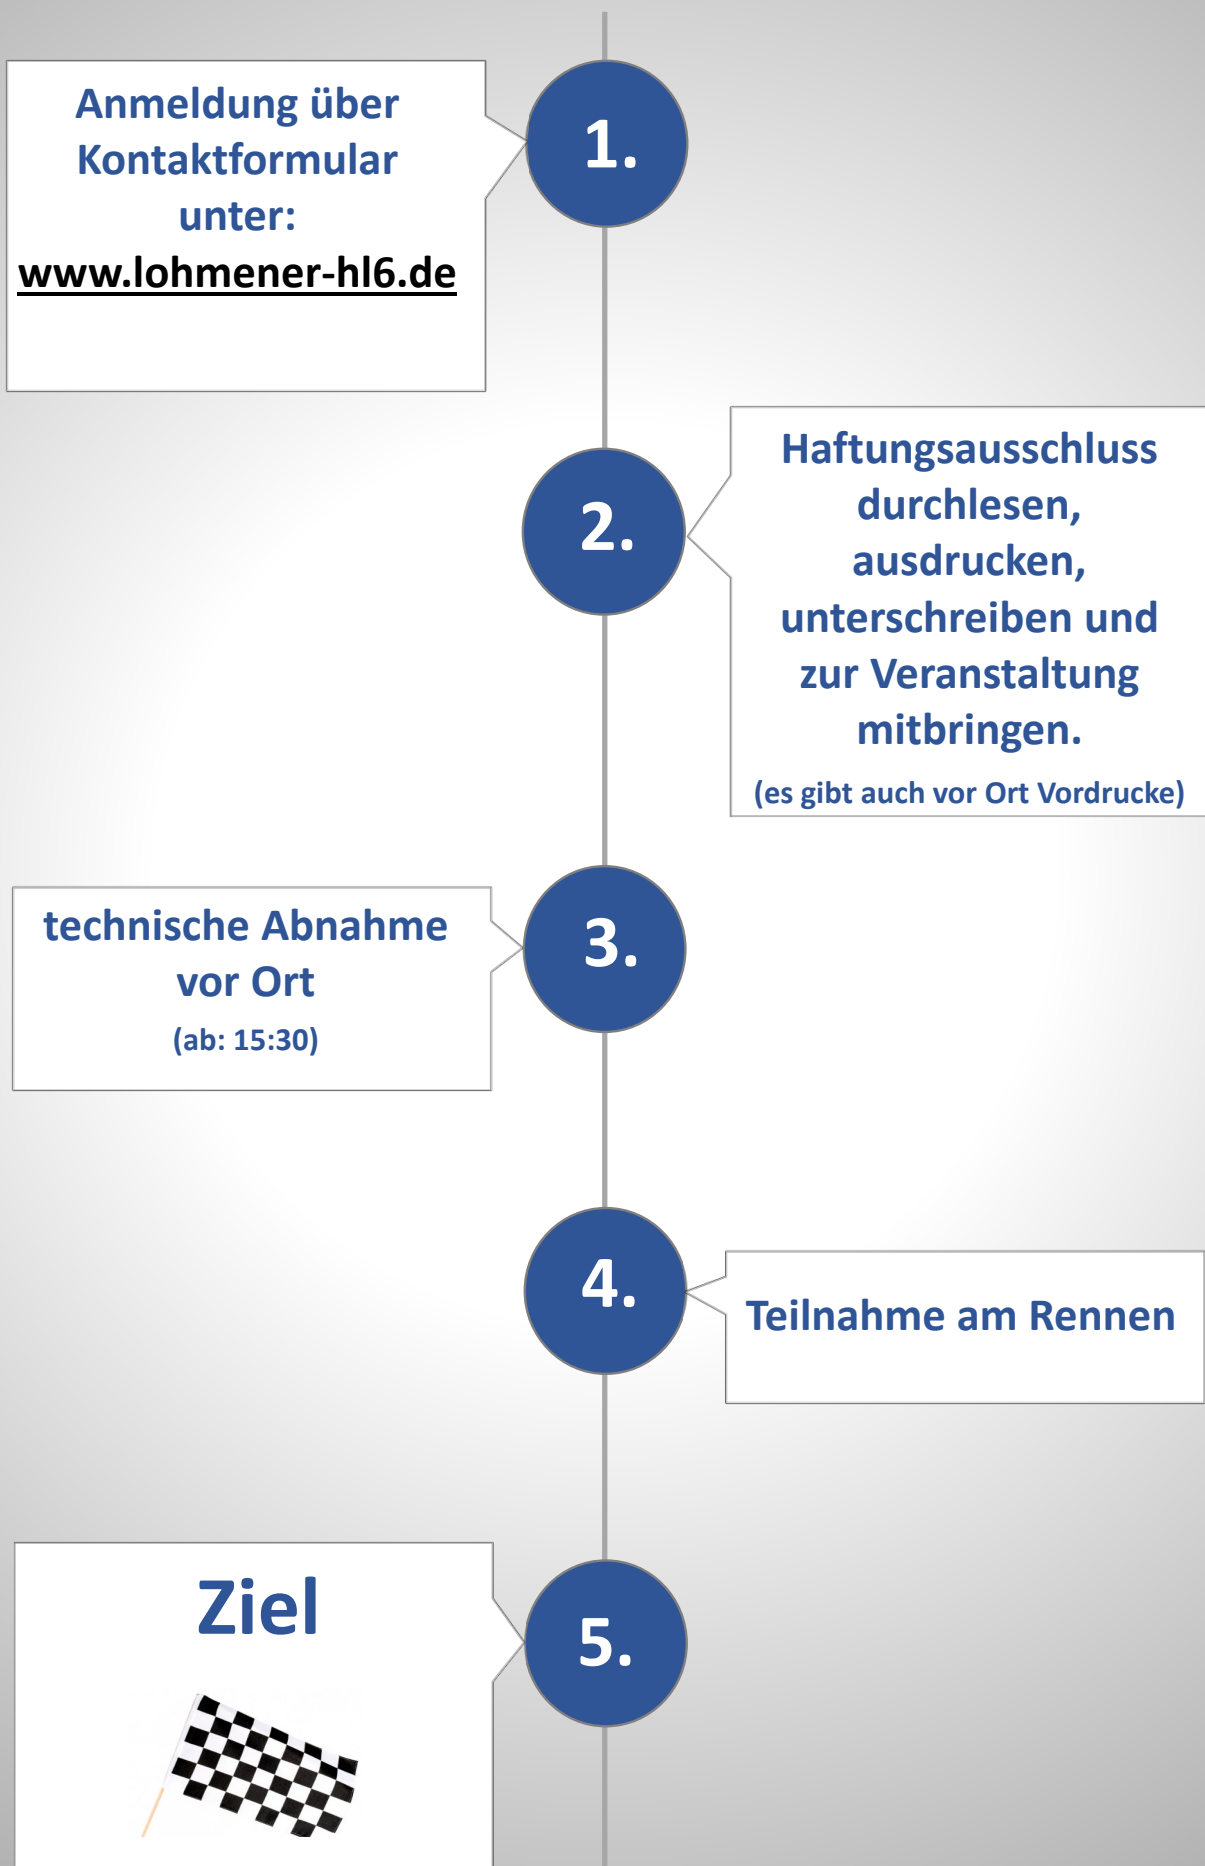 1.
Anmeldung über
Kontaktformular
unter:
www.lohmener-hl6.de
2.
Haftungsausschluss
durchlesen,
ausdrucken,
unterschreiben und
zur Veranstaltung
mitbringen.
(es gibt auch vor Ort Vordrucke)
3.
technische Abnahme
vor Ort
(ab: 15:30)
4.
Teilnahme am Rennen
5.
Ziel